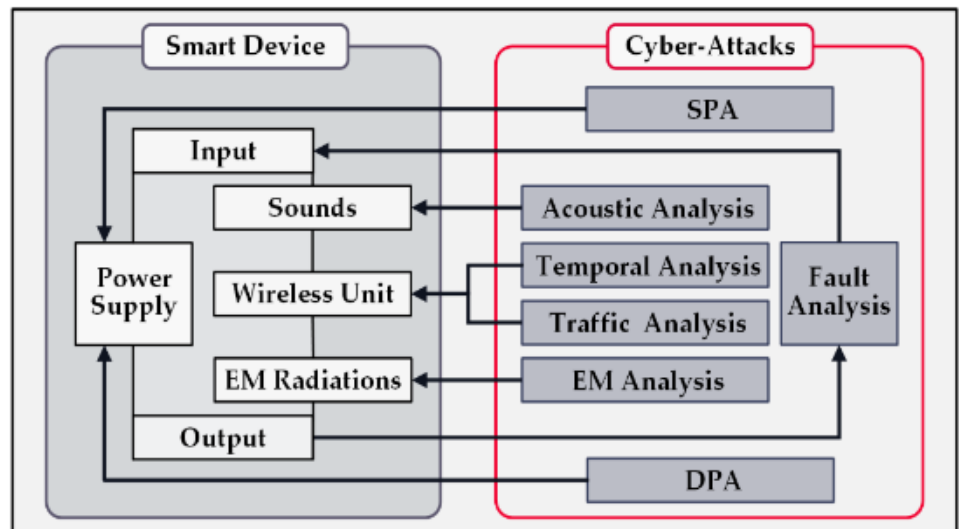 Smart Device
Cyber-Attacks
SPA
Input
Sounds
Acoustic Analysis
Power
Supply
Wireless Unit
Temporal Analysis
Traffic Analysis
Fault
Analysis
EM Radiations
EM Analysis
Output
DPA